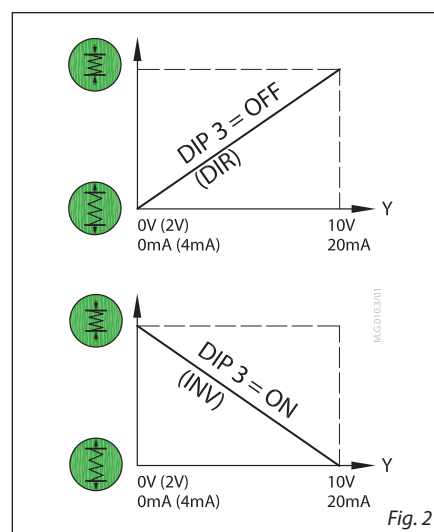 DIP 3 = OFF
(DIR)
Y
0V (2V) 10V
0mA (4mA) 20mA
M.G.010.3/01
DIP 3 = ON
(INV)
Y
0V (2V) 10V
0mA (4mA) 20mA
Fig. 2